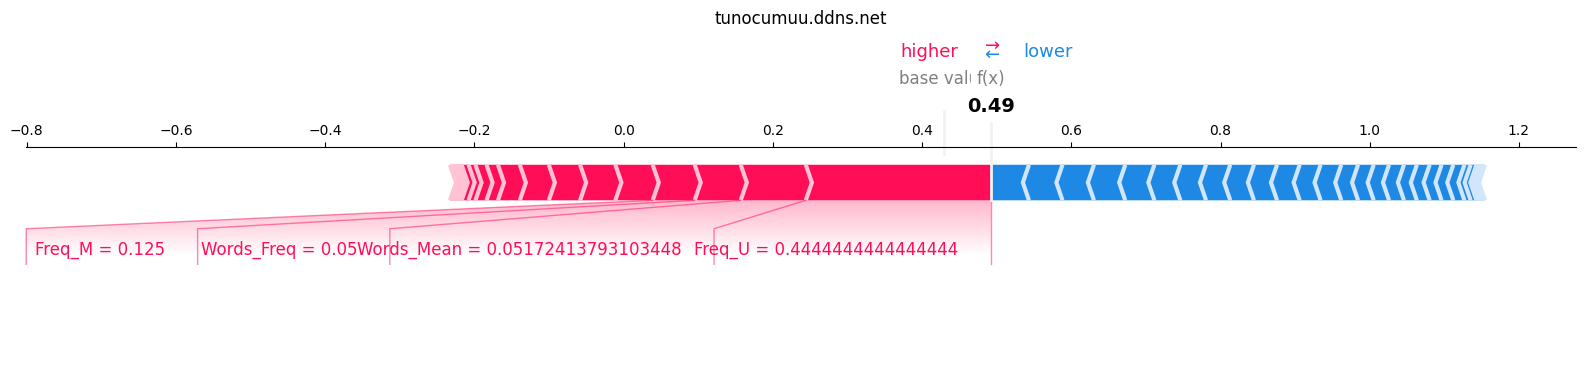 tunocumuu.ddns.net
higher ⇄ lower
base valu f(x)
0.49
−0.8 −0.6 −0.4 −0.2 0.0 0.2 0.4 0.6 0.8 1.0 1.2
Freq_M = 0.125 Words_Freq = 0.05 Words_Mean = 0.05172413793103448 Freq_U = 0.4444444444444444